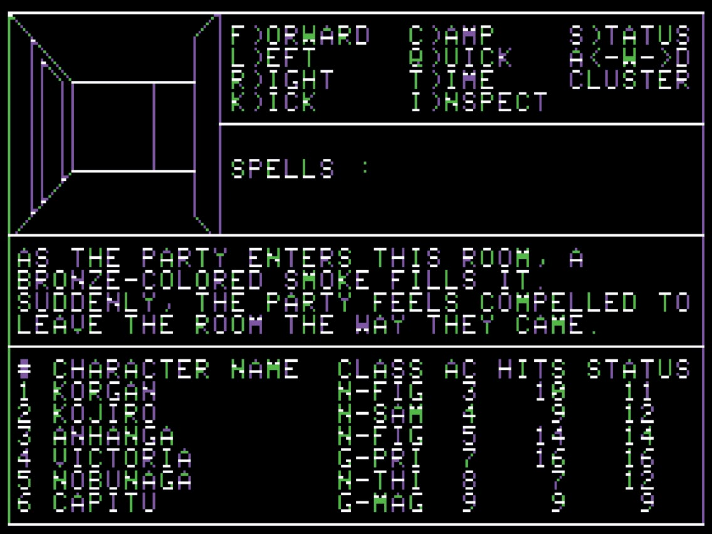 F)ORWARD C)AMP S)TATUS
L)EFT Q)UICK A<-W->D
R)IGHT T)IME CLUSTER
K)ICK I)NSPECT
SPELLS :
AS THE PARTY ENTERS THIS ROOM, A
BRONZE-COLORED SMOKE FILLS IT.
SUDDENLY, THE PARTY FEELS COMPELLED TO
LEAVE THE ROOM THE WAY THEY CAME.
# CHARACTER NAME CLASS AC HITS STATUS
1 KORGAN N-FIG 3 10 11
2 KOJIRO N-SAM 4 9 12
3 ANHANGA N-FIG 5 14 14
4 VICTORIA G-PRI 7 16 16
5 NOBUNAGA N-THI 8 7 12
6 CAPITU G-MAG 9 9 9